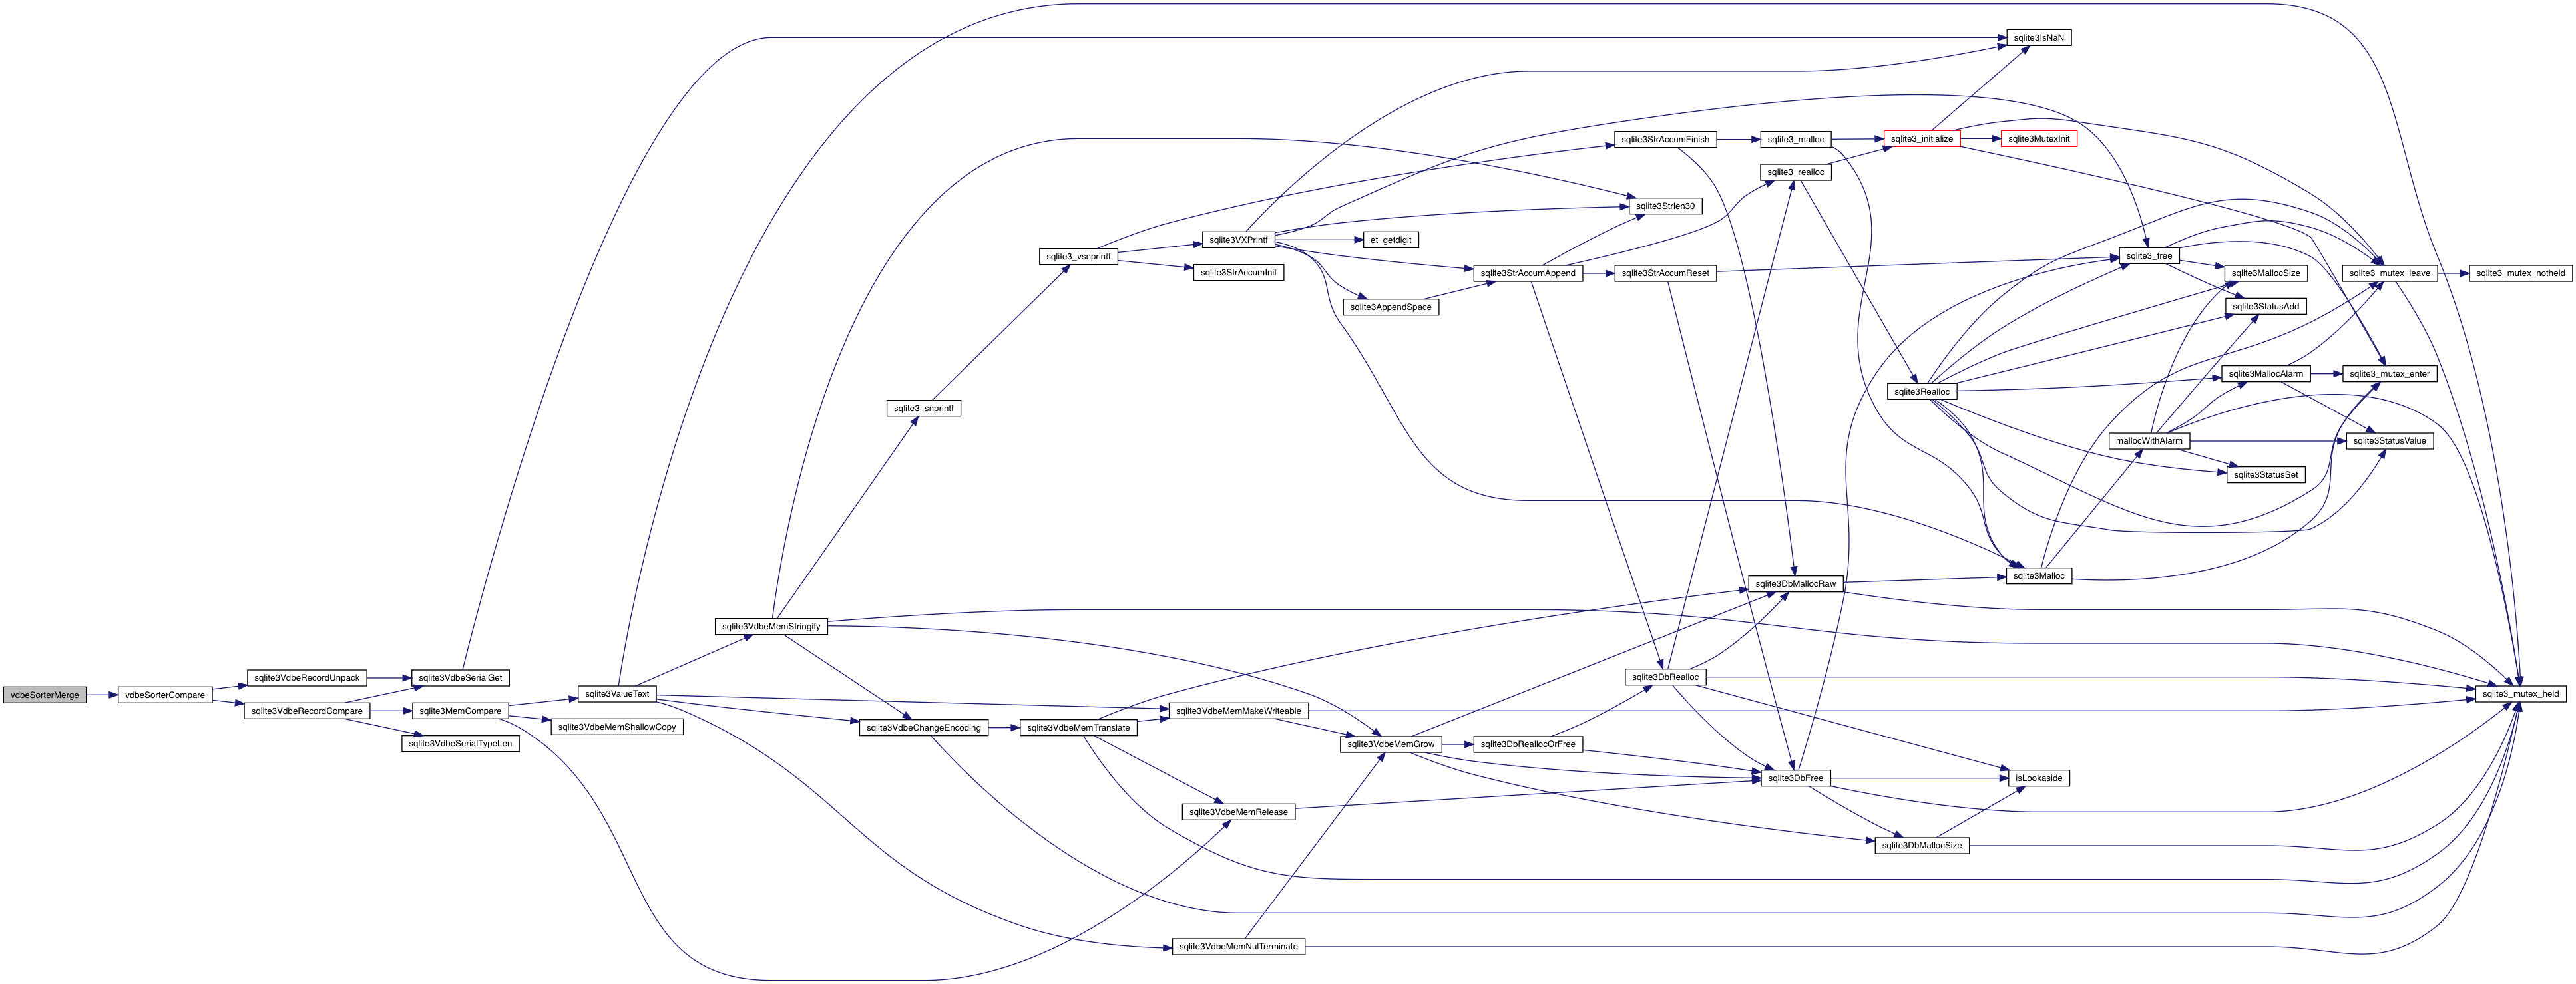 vdbeSorterMerge
vdbeSorterCompare
sqlite3VdbeRecordUnpack
sqlite3VdbeRecordCompare
sqlite3VdbeSerialGet
sqlite3MemCompare
sqlite3VdbeSerialTypeLen
sqlite3ValueText
sqlite3VdbeMemShallowCopy
sqlite3VdbeMemStringify
sqlite3_snprintf
sqlite3VdbeChangeEncoding
sqlite3_vsnprintf
sqlite3VdbeMemTranslate
sqlite3VXPrintf
sqlite3StrAccumInit
sqlite3VdbeMemMakeWriteable
sqlite3VdbeMemRelease
sqlite3VdbeMemNulTerminate
et_getdigit
sqlite3AppendSpace
sqlite3VdbeMemGrow
sqlite3StrAccumAppend
sqlite3DbReallocOrFree
sqlite3StrAccumFinish
sqlite3Strlen30
sqlite3StrAccumReset
sqlite3DbRealloc
sqlite3_malloc
sqlite3_realloc
sqlite3DbMallocRaw
sqlite3DbFree
sqlite3_initialize
sqlite3Realloc
sqlite3DbMallocSize
sqlite3IsNaN
sqlite3MutexInit
sqlite3Malloc
isLookaside
sqlite3_free
mallocWithAlarm
sqlite3MallocSize
sqlite3StatusAdd
sqlite3MallocAlarm
sqlite3StatusSet
sqlite3_mutex_leave
sqlite3_mutex_enter
sqlite3StatusValue
sqlite3_mutex_notheld
sqlite3_mutex_held